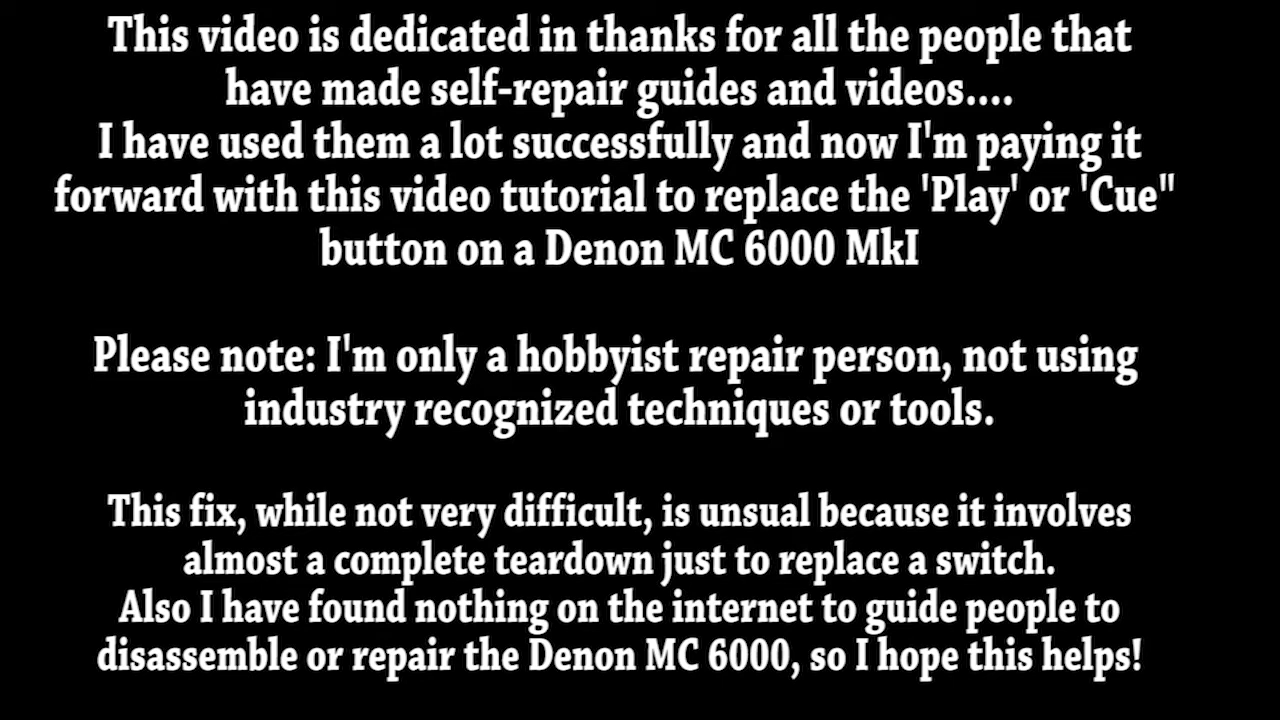 This video is dedicated in thanks for all the people that
have made self-repair guides and videos....
I have used them a lot successfully and now I'm paying it
forward with this video tutorial to replace the 'Play' or 'Cue"
button on a Denon MC 6000 MkI
Please note: I'm only a hobbyist repair person, not using
industry recognized techniques or tools.
This fix, while not very difficult, is unsual because it involves
almost a complete teardown just to replace a switch.
Also I have found nothing on the internet to guide people to
disassemble or repair the Denon MC 6000, so I hope this helps!